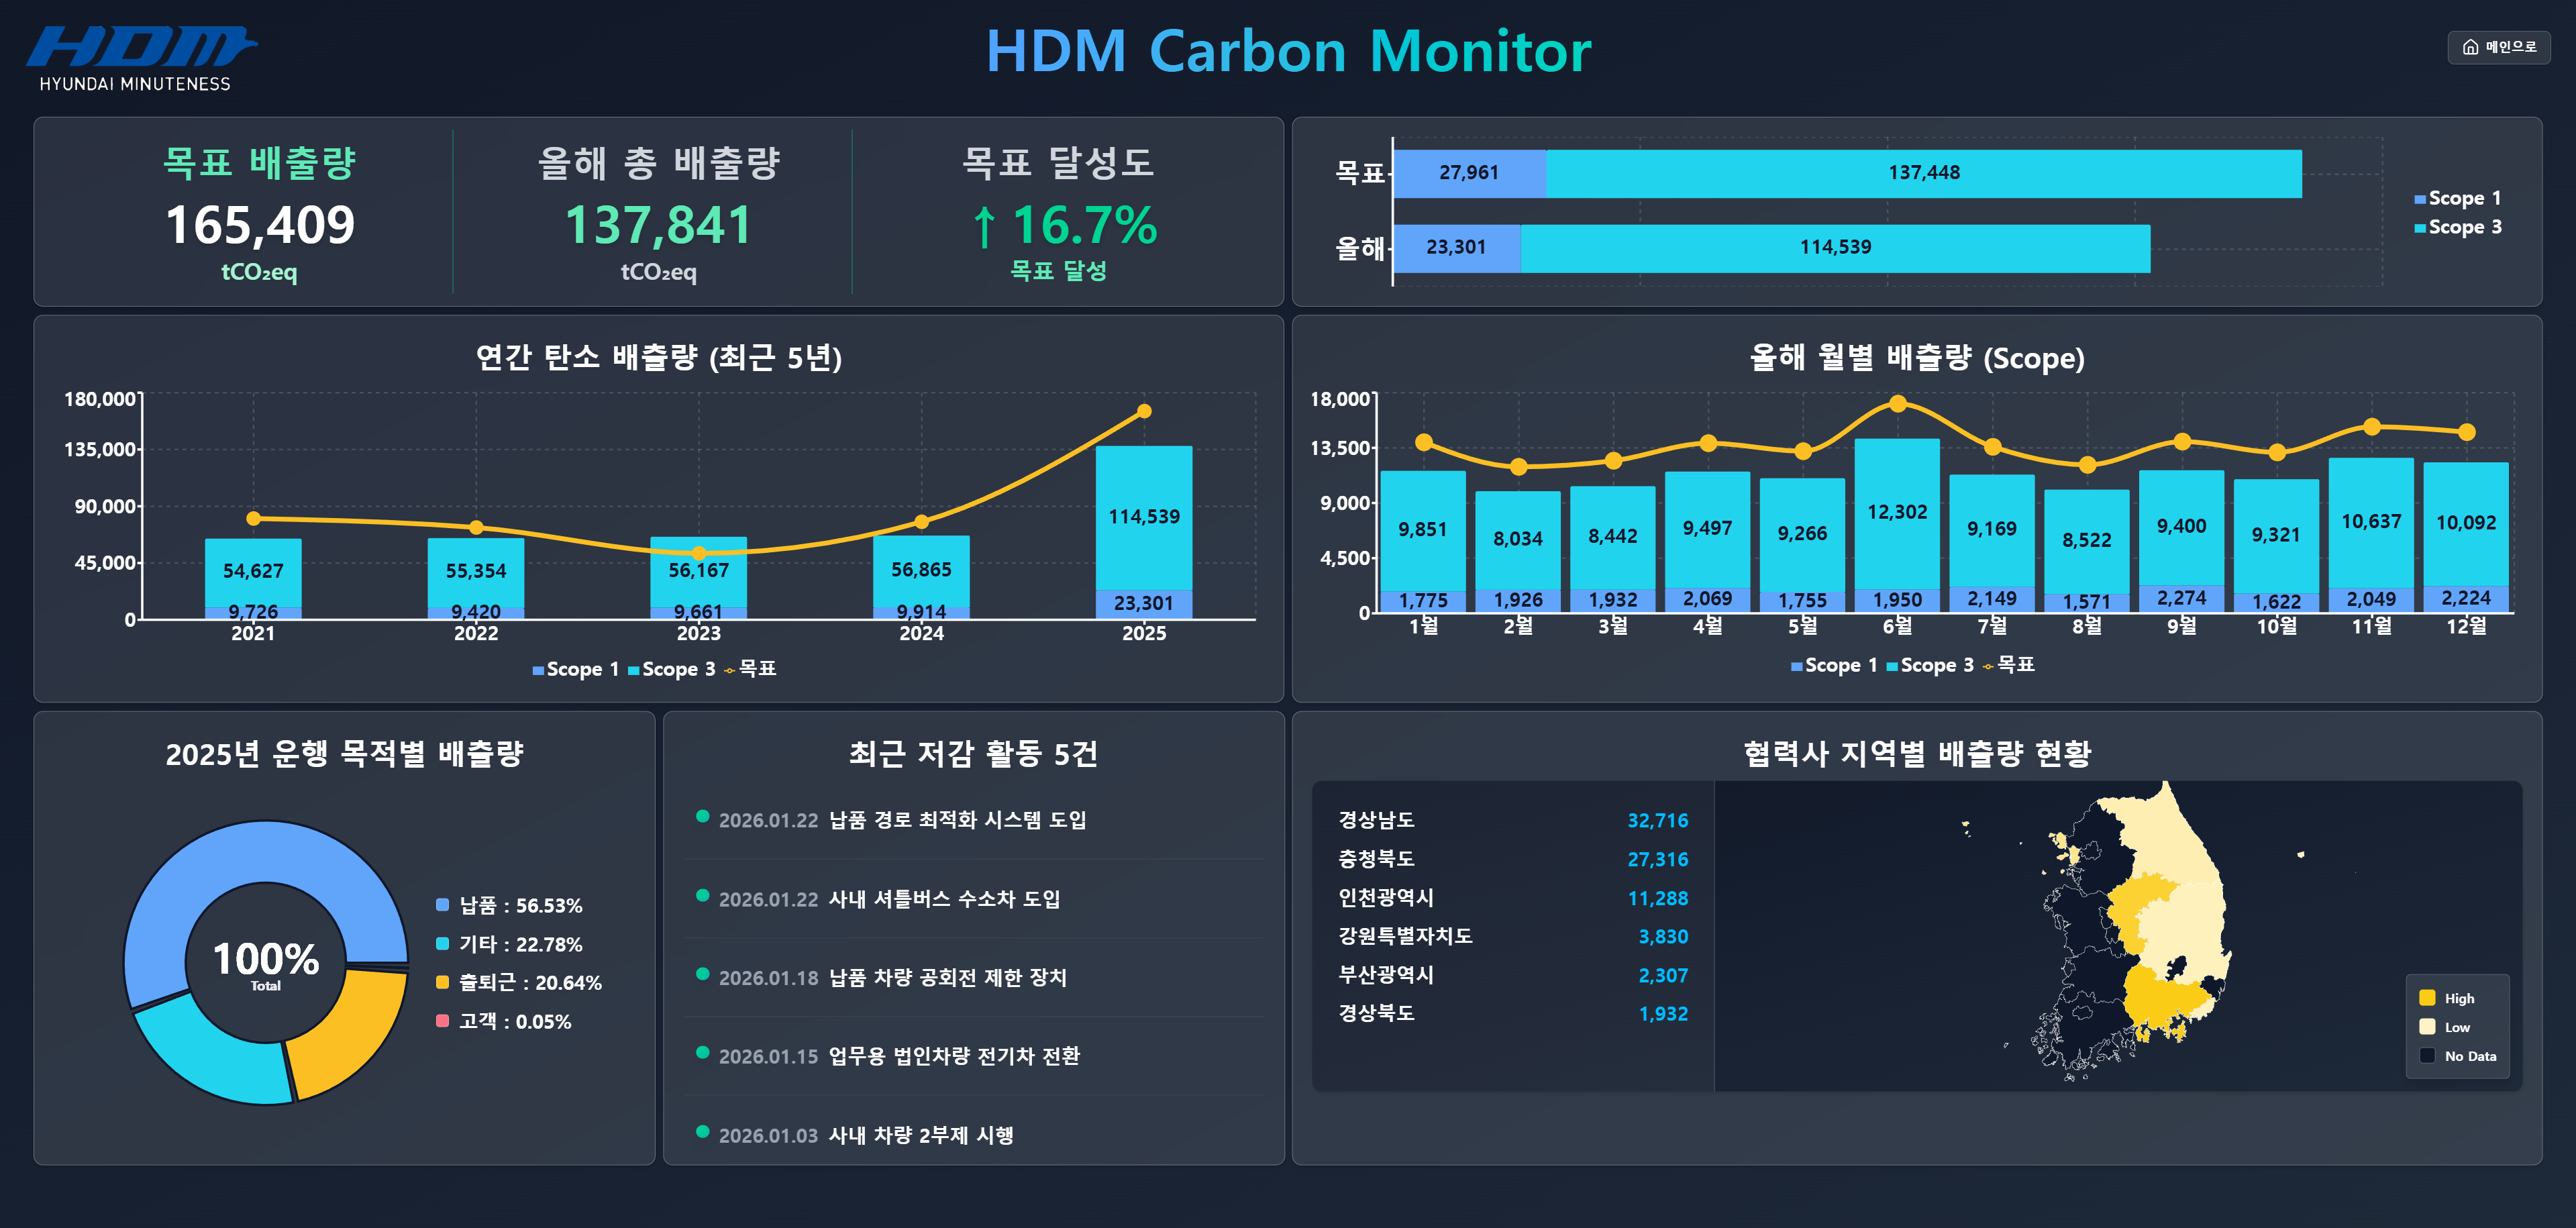 HDM
HYUNDAI MINUTENESS
HDM Carbon Monitor
메인으로
목표 배출량
165,409
tCO₂eq
올해 총 배출량
137,841
tCO₂eq
목표 달성도
↑ 16.7%
목표 달성
목표
27,961
137,448
올해
23,301
114,539
Scope 1
Scope 3
연간 탄소 배출량 (최근 5년)
180,000
135,000
90,000
45,000
0
54,627
55,354
56,167
56,865
114,539
9,726
9,420
9,661
9,914
23,301
2021
2022
2023
2024
2025
Scope 1
Scope 3
목표
올해 월별 배출량 (Scope)
18,000
13,500
9,000
4,500
0
9,851
8,034
8,442
9,497
9,266
12,302
9,169
8,522
9,400
9,321
10,637
10,092
1,775
1,926
1,932
2,069
1,755
1,950
2,149
1,571
2,274
1,622
2,049
2,224
1월
2월
3월
4월
5월
6월
7월
8월
9월
10월
11월
12월
Scope 1
Scope 3
목표
2025년 운행 목적별 배출량
100%
Total
납품 : 56.53%
기타 : 22.78%
출퇴근 : 20.64%
고객 : 0.05%
최근 저감 활동 5건
2026.01.22 납품 경로 최적화 시스템 도입
2026.01.22 사내 셔틀버스 수소차 도입
2026.01.18 납품 차량 공회전 제한 장치
2026.01.15 업무용 법인차량 전기차 전환
2026.01.03 사내 차량 2부제 시행
협력사 지역별 배출량 현황
경상남도 32,716
충청북도 27,316
인천광역시 11,288
강원특별자치도 3,830
부산광역시 2,307
경상북도 1,932
High
Low
No Data